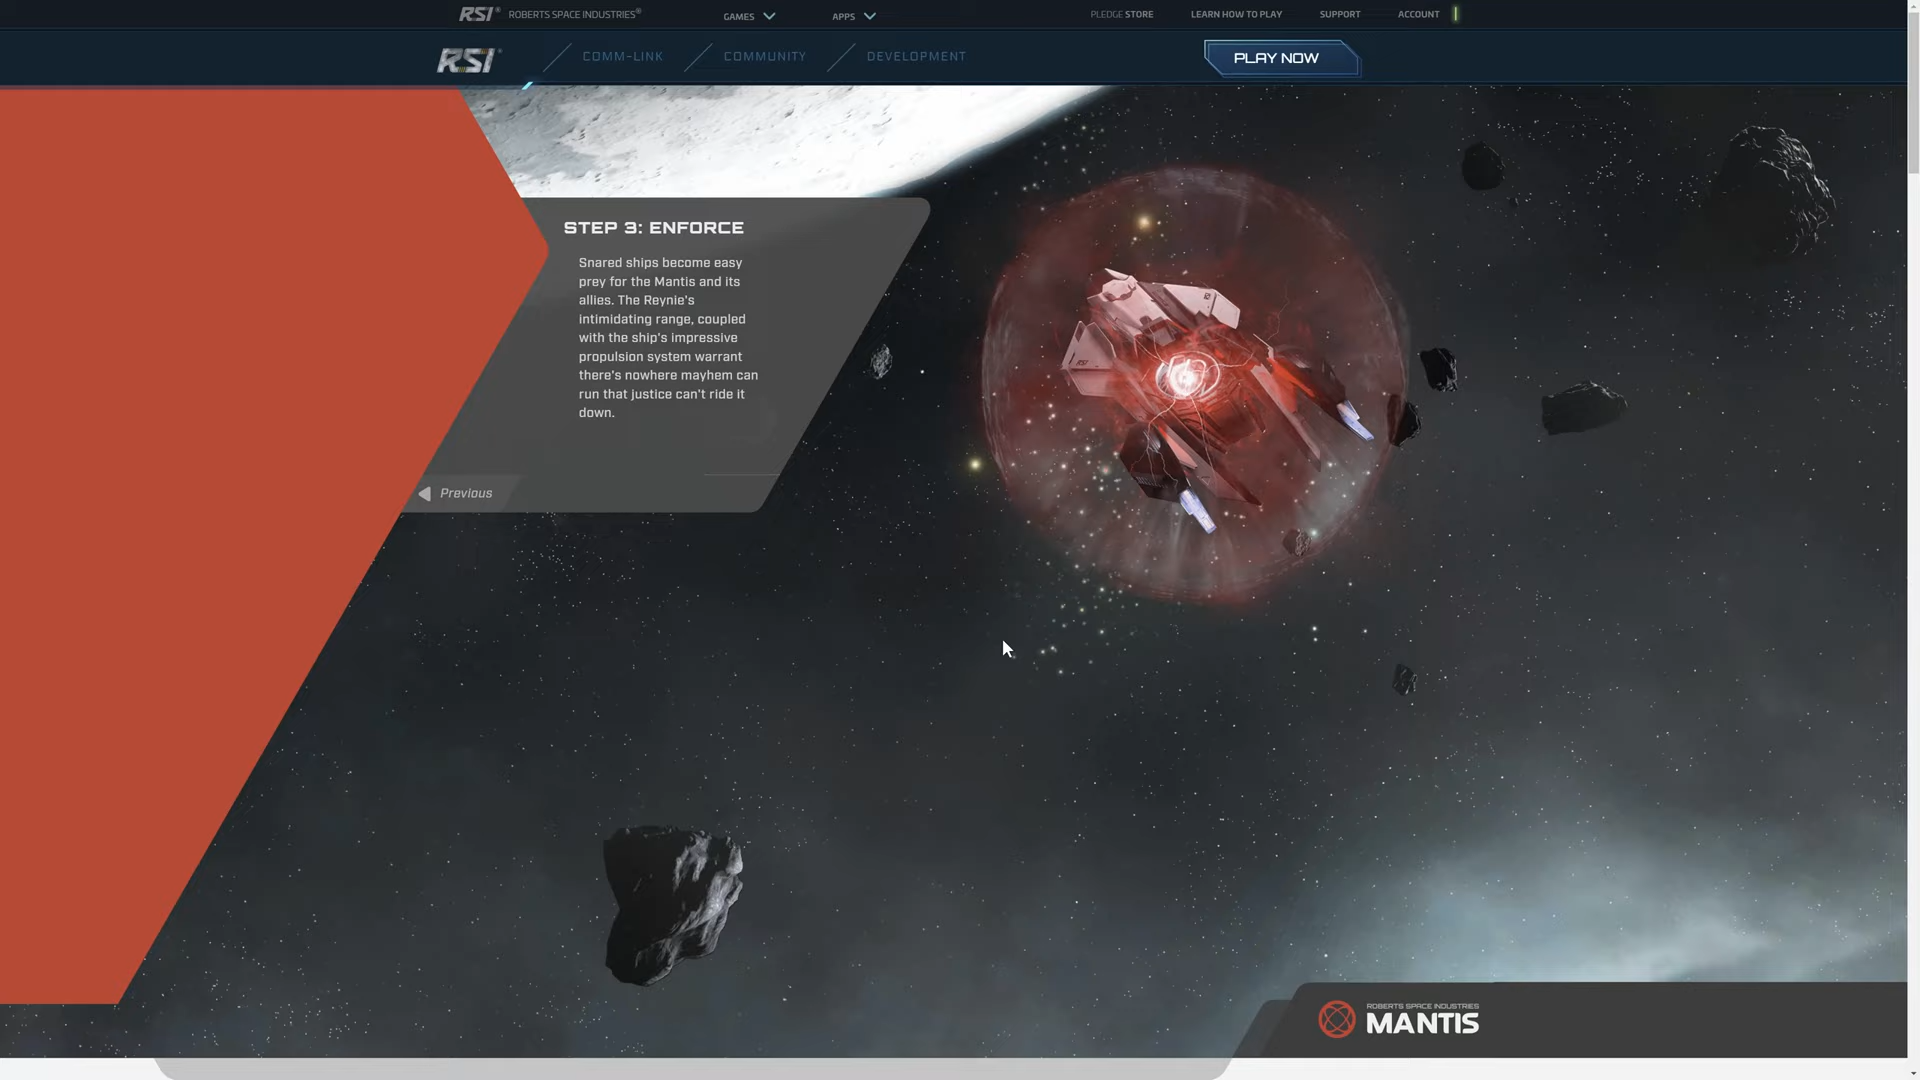 RSI ROBERTS SPACE INDUSTRIES®
GAMES
APPS
PLEDGE STORE
LEARN HOW TO PLAY
SUPPORT
ACCOUNT
RSI
COMM-LINK
COMMUNITY
DEVELOPMENT
PLAY NOW
STEP 3: ENFORCE
Snared ships become easy
prey for the Mantis and its
allies. The Reynie's
intimidating range, coupled
with the ship's impressive
propulsion system warrant
there's nowhere mayhem can
run that justice can't ride it
down.
Previous
RSI
RSI
ROBERTS SPACE INDUSTRIES
MANTIS